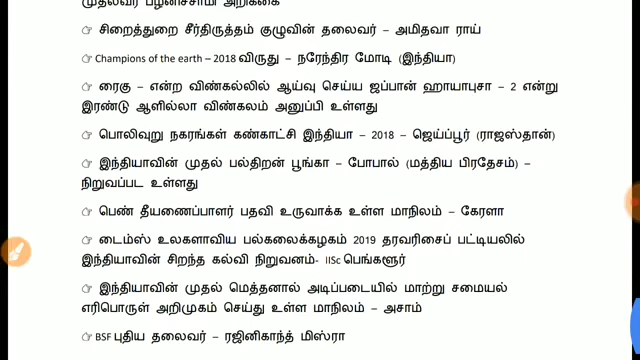 முதல்வர் பழனிச்சாமி அறிக்கை
☞ சிறைத்துறை சீர்திருத்தம் குழுவின் தலைவர் – அமிதவா ராய்
☞ Champions of the earth – 2018 விருது – நரேந்திர மோடி (இந்தியா)
☞ ரைகு – என்ற விண்கல்லில் ஆய்வு செய்ய ஜப்பான் ஹாயாபுசா – 2 என்று
இரண்டு ஆளில்லா விண்கலம் அனுப்பி உள்ளது
☞ பொலிவுறு நகரங்கள் கண்காட்சி இந்தியா – 2018 – ஜெய்ப்பூர் (ராஜஸ்தான்)
☞ இந்தியாவின் முதல் பல்திறன் பூங்கா – போபால் (மத்திய பிரதேசம்) –
நிறுவப்பட உள்ளது
☞ பெண் தீயணைப்பாளர் பதவி உருவாக்க உள்ள மாநிலம் – கேரளா
☞ டைம்ஸ் உலகளாவிய பல்கலைக்கழகம் 2019 தரவரிசைப் பட்டியலில்
இந்தியாவின் சிறந்த கல்வி நிறுவனம்- IISc பெங்களூர்
☞ இந்தியாவின் முதல் மெத்தனால் அடிப்படையில் மாற்று சமையல்
எரிபொருள் அறிமுகம் செய்து உள்ள மாநிலம் – அசாம்
☞ BSF புதிய தலைவர் – ரஜினிகாந்த் மிஸ்ரா